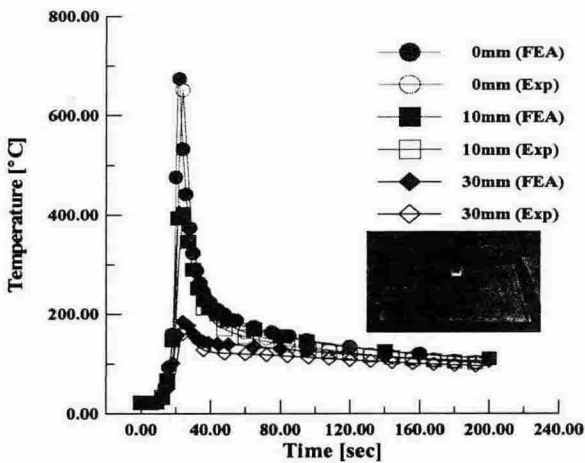 800.00
600.00
400.00
200.00
0.00
Temperature [°C]
0mm (FEA)
0mm (Exp)
10mm (FEA)
10mm (Exp)
30mm (FEA)
30mm (Exp)
0.00 40.00 80.00 120.00 160.00 200.00 240.00
Time [sec]